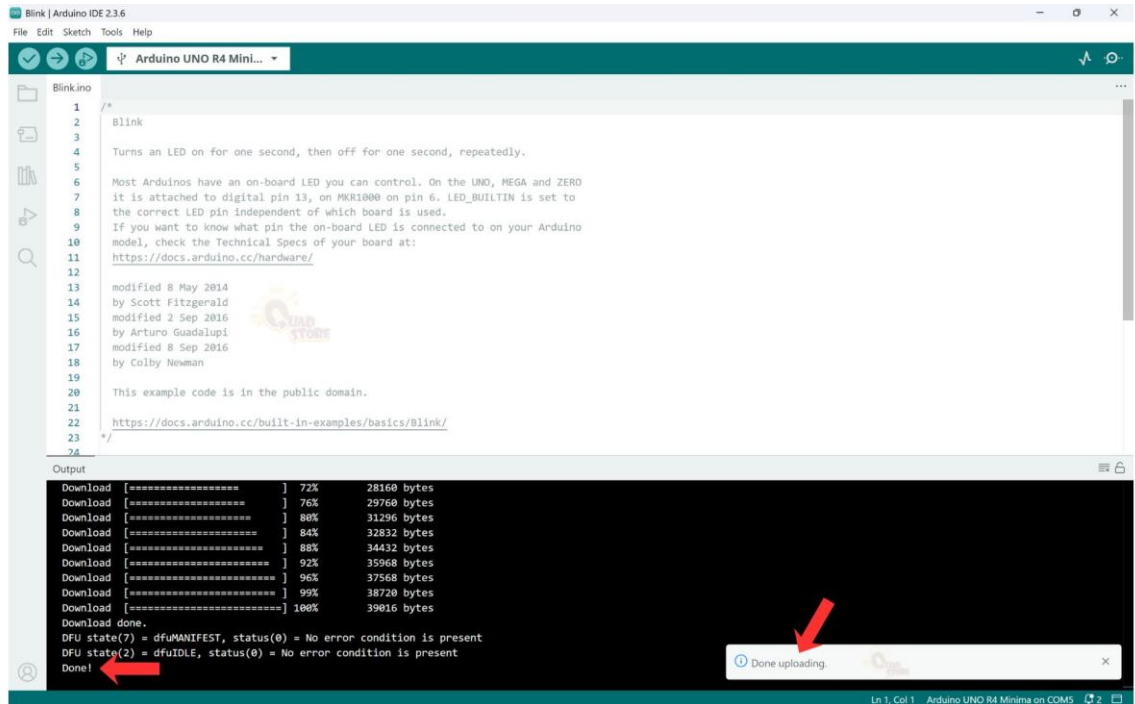 Blink | Arduino IDE 2.3.6
File Edit Sketch Tools Help
Arduino UNO R4 Mini...
Blink.ino
1 /*
2 Blink
3
4 Turns an LED on for one second, then off for one second, repeatedly.
5
6 Most Arduinos have an on-board LED you can control. On the UNO, MEGA and ZERO
7 it is attached to digital pin 13, on MKR1000 on pin 6. LED_BUILTIN is set to
8 the correct LED pin independent of which board is used.
9 If you want to know what pin the on-board LED is connected to on your Arduino
10 model, check the Technical Specs of your board at:
11 https://docs.arduino.cc/hardware/
12
13 modified 8 May 2014
14 by Scott Fitzgerald
15 modified 2 Sep 2016
16 by Arturo Guadalupi
17 modified 8 Sep 2016
18 by Colby Newman
19
20 This example code is in the public domain.
21
22 https://docs.arduino.cc/built-in-examples/basics/Blink/
23 */
24
QUAD
STORE
Output
Download [================== ] 72% 28160 bytes
Download [=================== ] 76% 29760 bytes
Download [==================== ] 80% 31296 bytes
Download [===================== ] 84% 32832 bytes
Download [====================== ] 88% 34432 bytes
Download [======================= ] 92% 35968 bytes
Download [======================== ] 96% 37568 bytes
Download [======================== ] 99% 38720 bytes
Download [=========================] 100% 39016 bytes
Download done.
DFU state(7) = dfuMANIFEST, status(0) = No error condition is present
DFU state(2) = dfuIDLE, status(0) = No error condition is present
Done!
Done uploading.
QUAD
STORE
Ln 1, Col 1 Arduino UNO R4 Minima on COM5 2